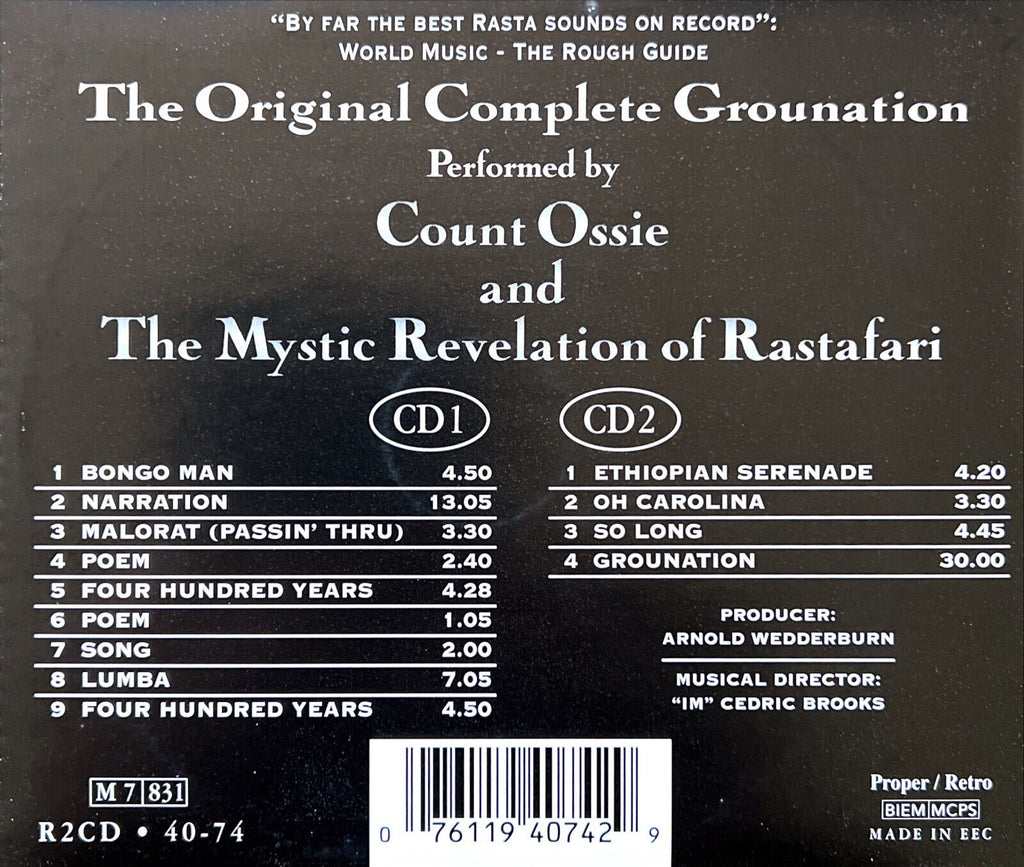 “By far the best Rasta sounds on record”:
World Music - The Rough Guide
The Original Complete Grounation
Performed by
Count Ossie
and
The Mystic Revelation of Rastafari
CD 1
1 BONGO MAN 4.50
2 NARRATION 13.05
3 MALORAT (PASSIN’ THRU) 3.30
4 POEM 2.40
5 FOUR HUNDRED YEARS 4.28
6 POEM 1.05
7 SONG 2.00
8 LUMBA 7.05
9 FOUR HUNDRED YEARS 4.50
CD 2
1 ETHIOPIAN SERENADE 4.20
2 OH CAROLINA 3.30
3 SO LONG 4.45
4 GROUNATION 30.00
PRODUCER:
ARNOLD WEDDERBURN
MUSICAL DIRECTOR:
“IM” CEDRIC BROOKS
M 7 831
R2CD • 40-74
0 76119 40742 9
Proper / Retro
BIEM MCPS
MADE IN EEC